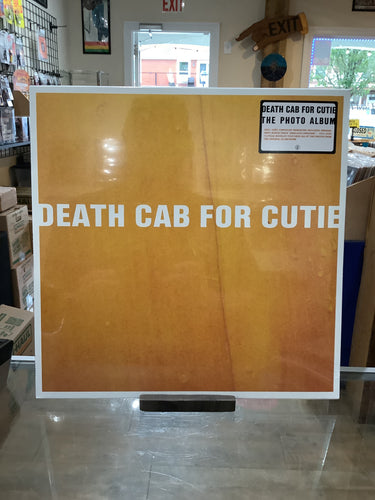 EXIT
EXIT
DEATH CAB FOR CUTIE
THE PHOTO ALBUM
DEATH CAB FOR CUTIE